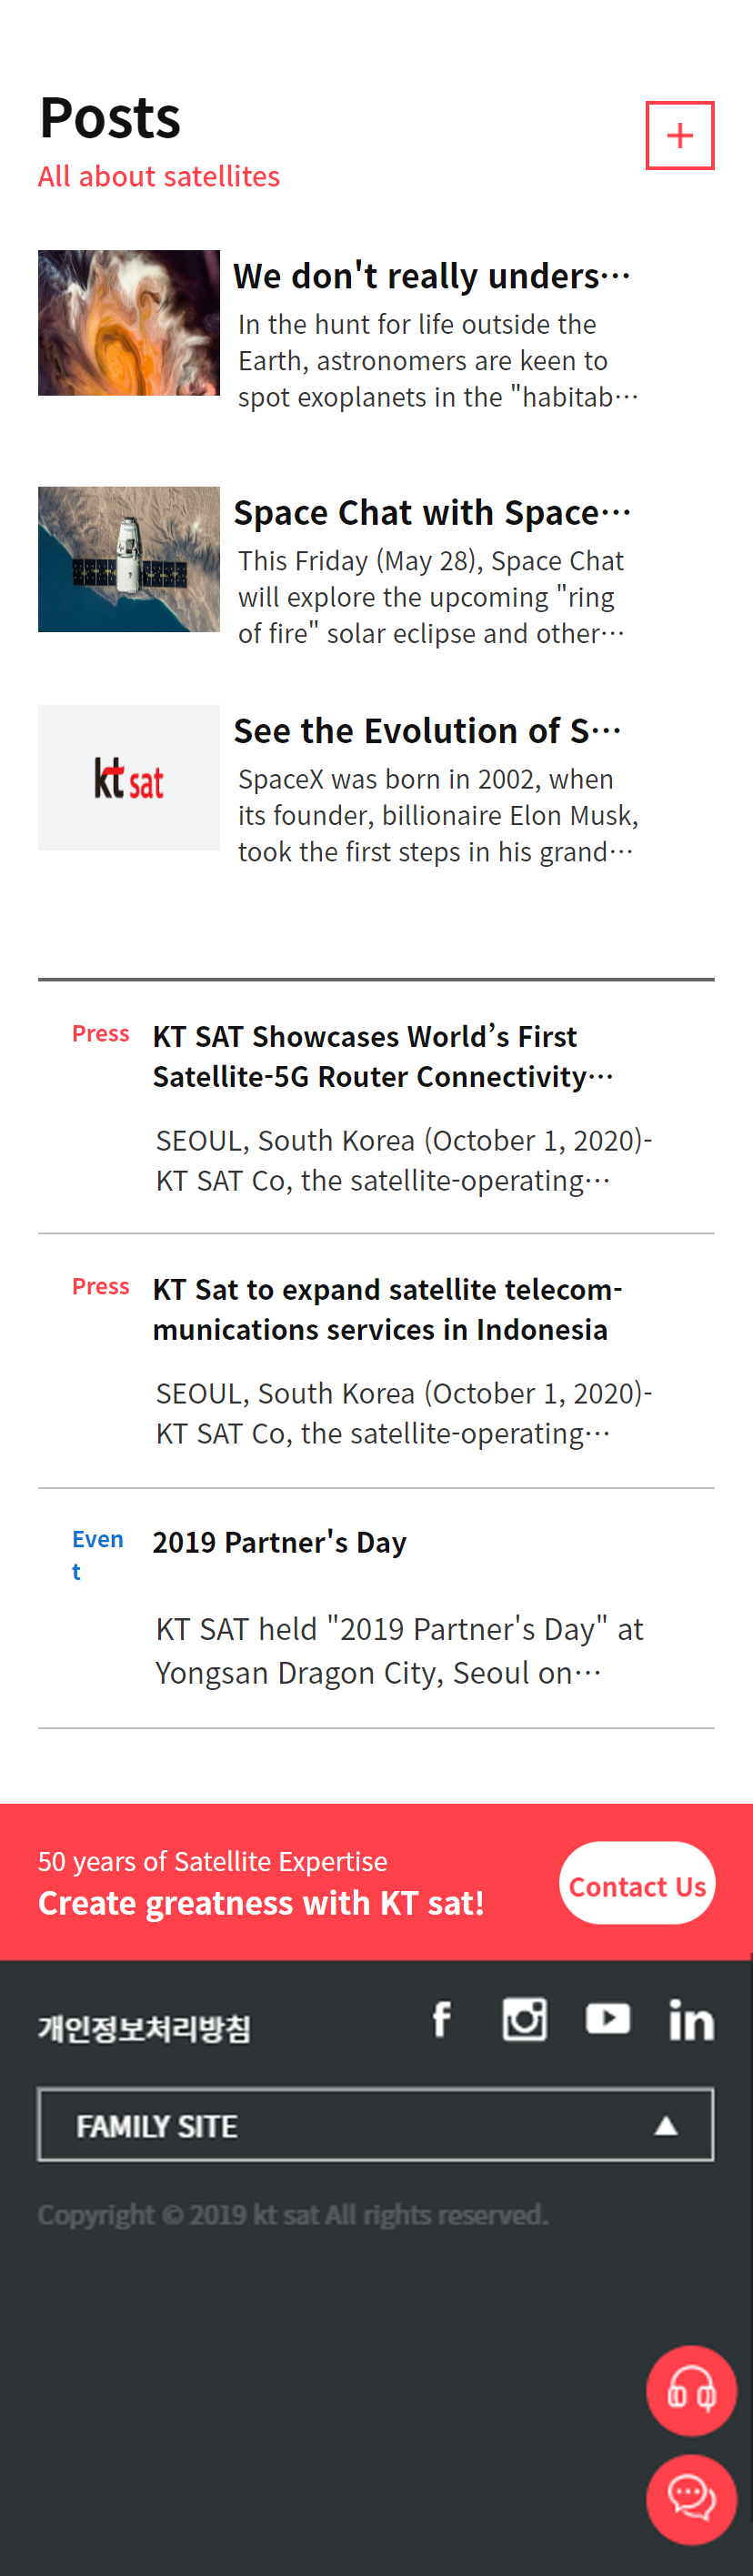 Posts
All about satellites
We don't really unders···
In the hunt for life outside the
Earth, astronomers are keen to
spot exoplanets in the "habitab···
Space Chat with Space···
This Friday (May 28), Space Chat
will explore the upcoming "ring
of fire" solar eclipse and other···
kt sat
See the Evolution of S···
SpaceX was born in 2002, when
its founder, billionaire Elon Musk,
took the first steps in his grand···
Press
KT SAT Showcases World’s First
Satellite-5G Router Connectivity···
SEOUL, South Korea (October 1, 2020)-
KT SAT Co, the satellite-operating···
Press
KT Sat to expand satellite telecom-
munications services in Indonesia
SEOUL, South Korea (October 1, 2020)-
KT SAT Co, the satellite-operating···
Even
t
2019 Partner's Day
KT SAT held "2019 Partner's Day" at
Yongsan Dragon City, Seoul on···
50 years of Satellite Expertise
Create greatness with KT sat!
Contact Us
개인정보처리방침
FAMILY SITE
Copyright © 2019 kt sat All rights reserved.